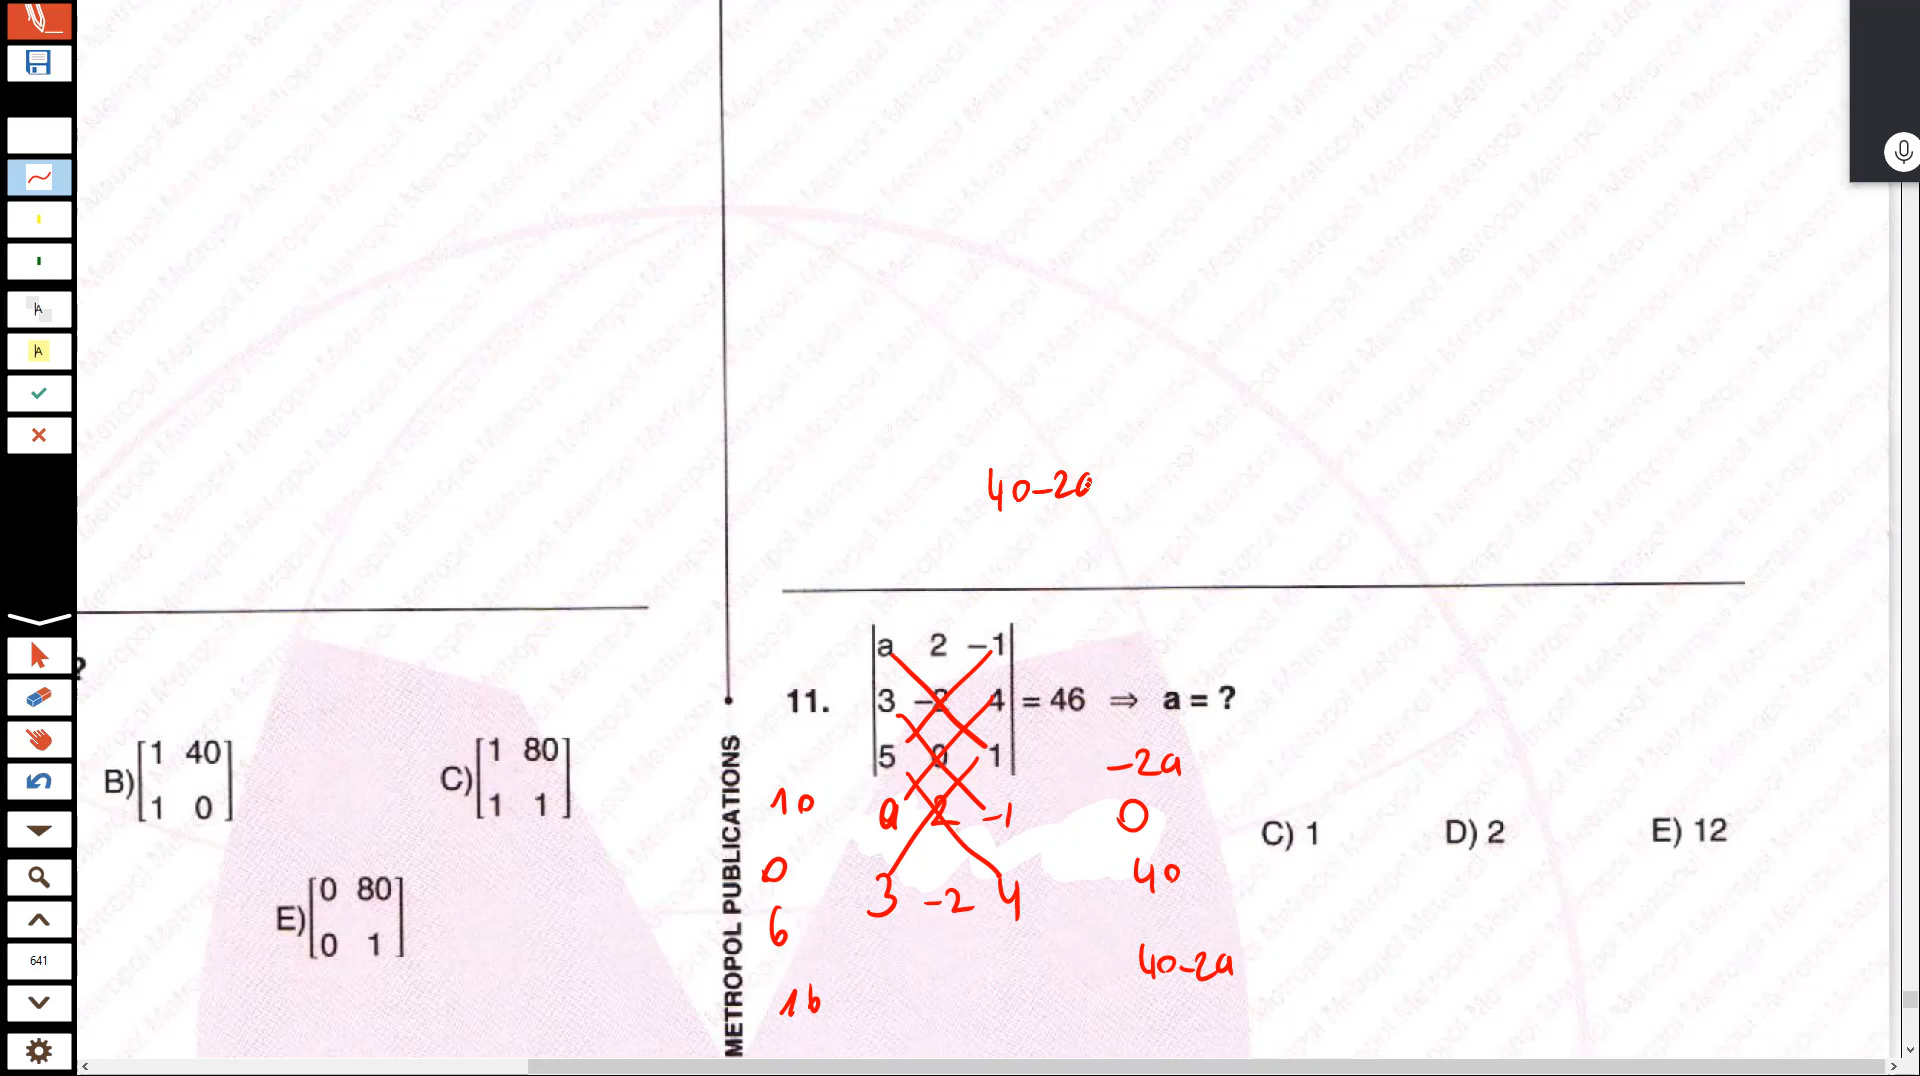 40-2a
?
B) [1 40
1 0]
C) [1 80
1 1]
E) [0 80
0 1]
METROPOL PUBLICATIONS
11. |a 2 -1
3 -2 4
5 0 1| = 46 ⇒ a = ?
a 2 -1
3 -2 4
10
0
6
16
-2a
0
40
40-2a
C) 1 D) 2 E) 12
641